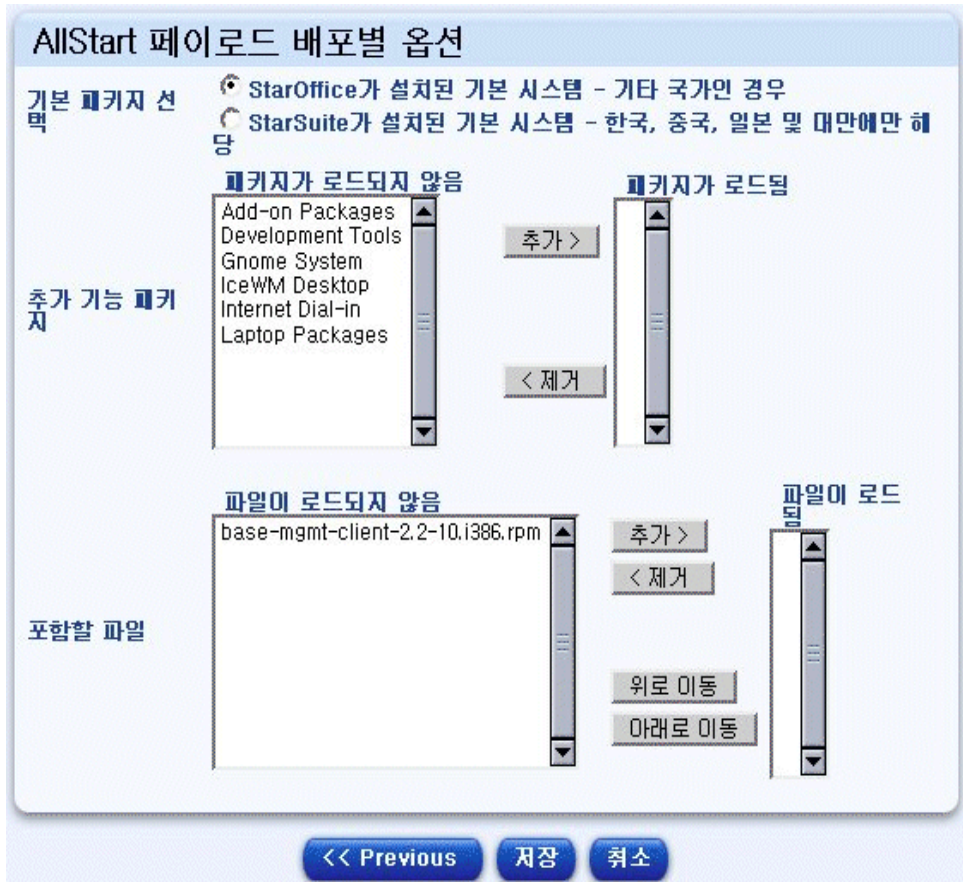 AllStart 페이로드 배포별 옵션
기본 패키지 선
택
StarOffice가 설치된 기본 시스템 - 기타 국가인 경우
StarSuite가 설치된 기본 시스템 - 한국, 중국, 일본 및 대만에만 해
당
패키지가 로드되지 않음
패키지가 로드됨
추가 기능 패키
지
Add-on Packages
Development Tools
Gnome System
IceWM Desktop
Internet Dial-in
Laptop Packages
추가 >
< 제거
파일이 로드되지 않음
파일이 로드
됨
포함할 파일
base-mgmt-client-2.2-10.i386.rpm
추가 >
< 제거
위로 이동
아래로 이동
<< Previous
저장
취소